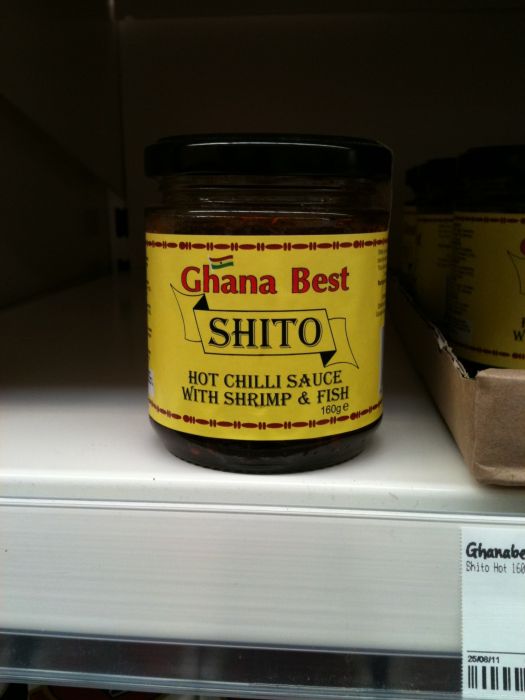 Ghana Best
SHITO
HOT CHILLI SAUCE
WITH SHRIMP & FISH
160g e
Ghanabe
Shito Hot 160
25/08/11